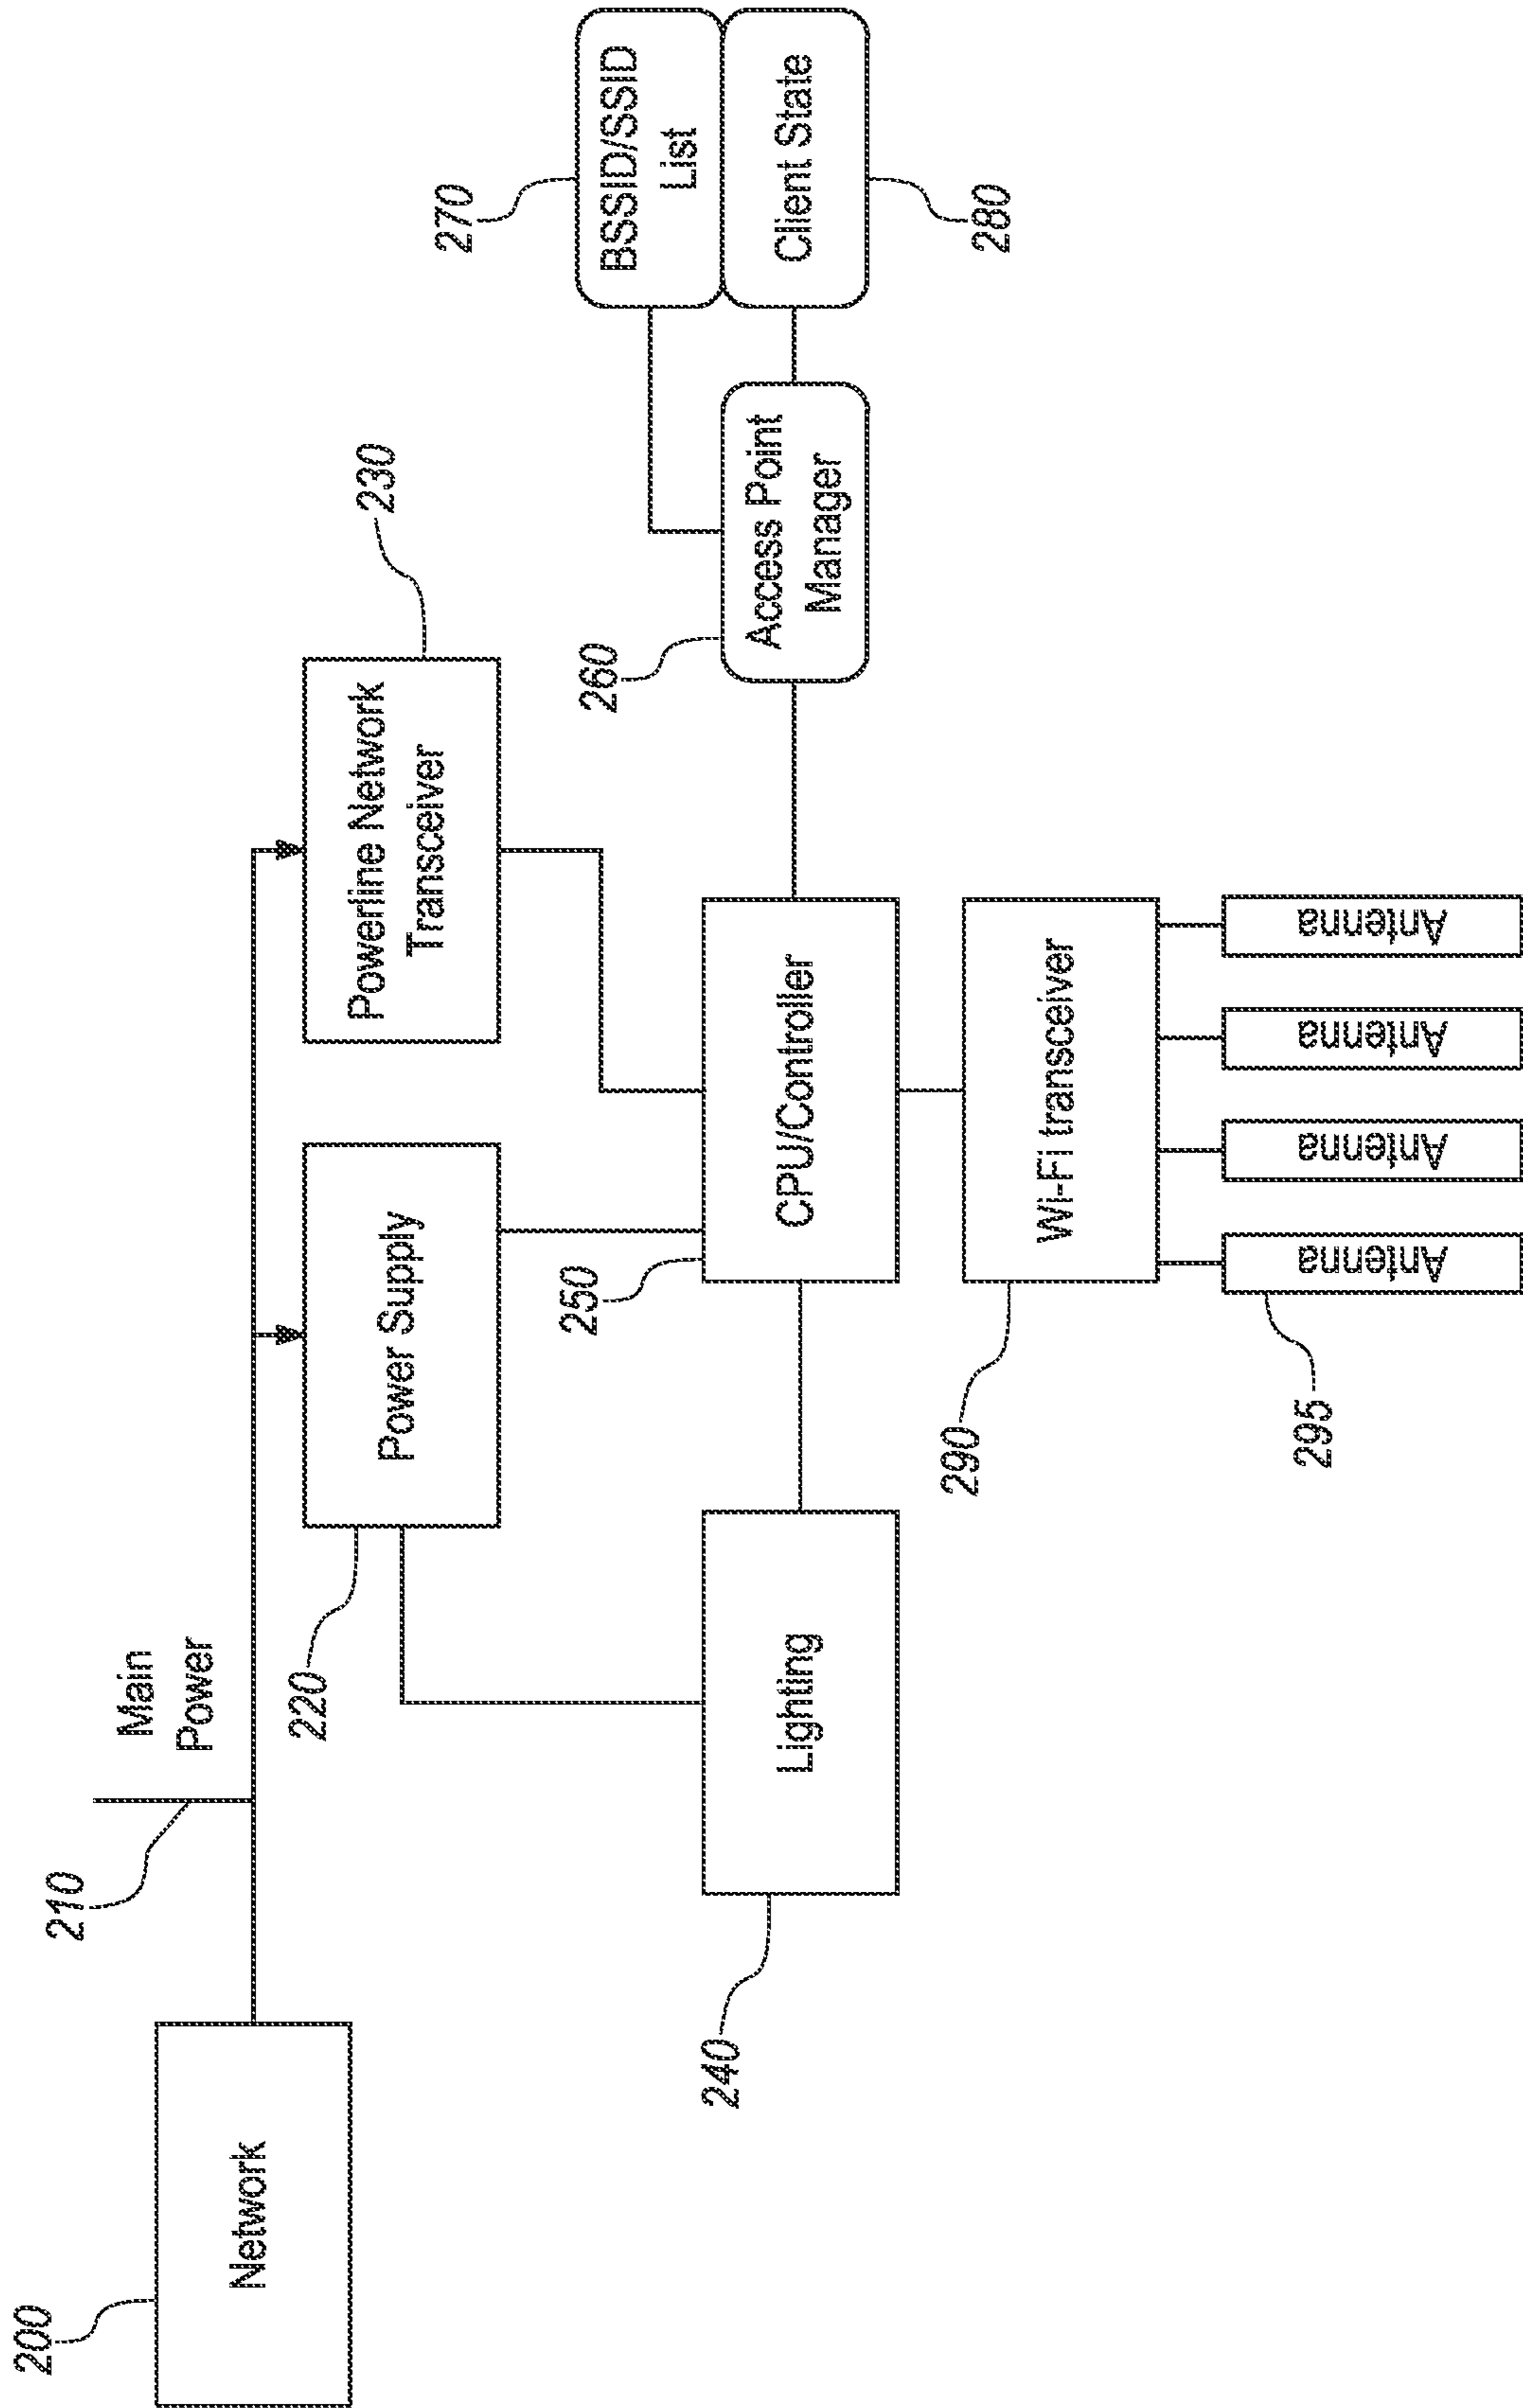 200
Network
210
Main
Power
220
Power Supply
Powerline Network
Transceiver
230
240
Lighting
250
CPU/Controller
260
Access Point
Manager
270
BSSID/SSID
List
Client State
280
290
Wi-Fi transceiver
295
Antenna
Antenna
Antenna
Antenna